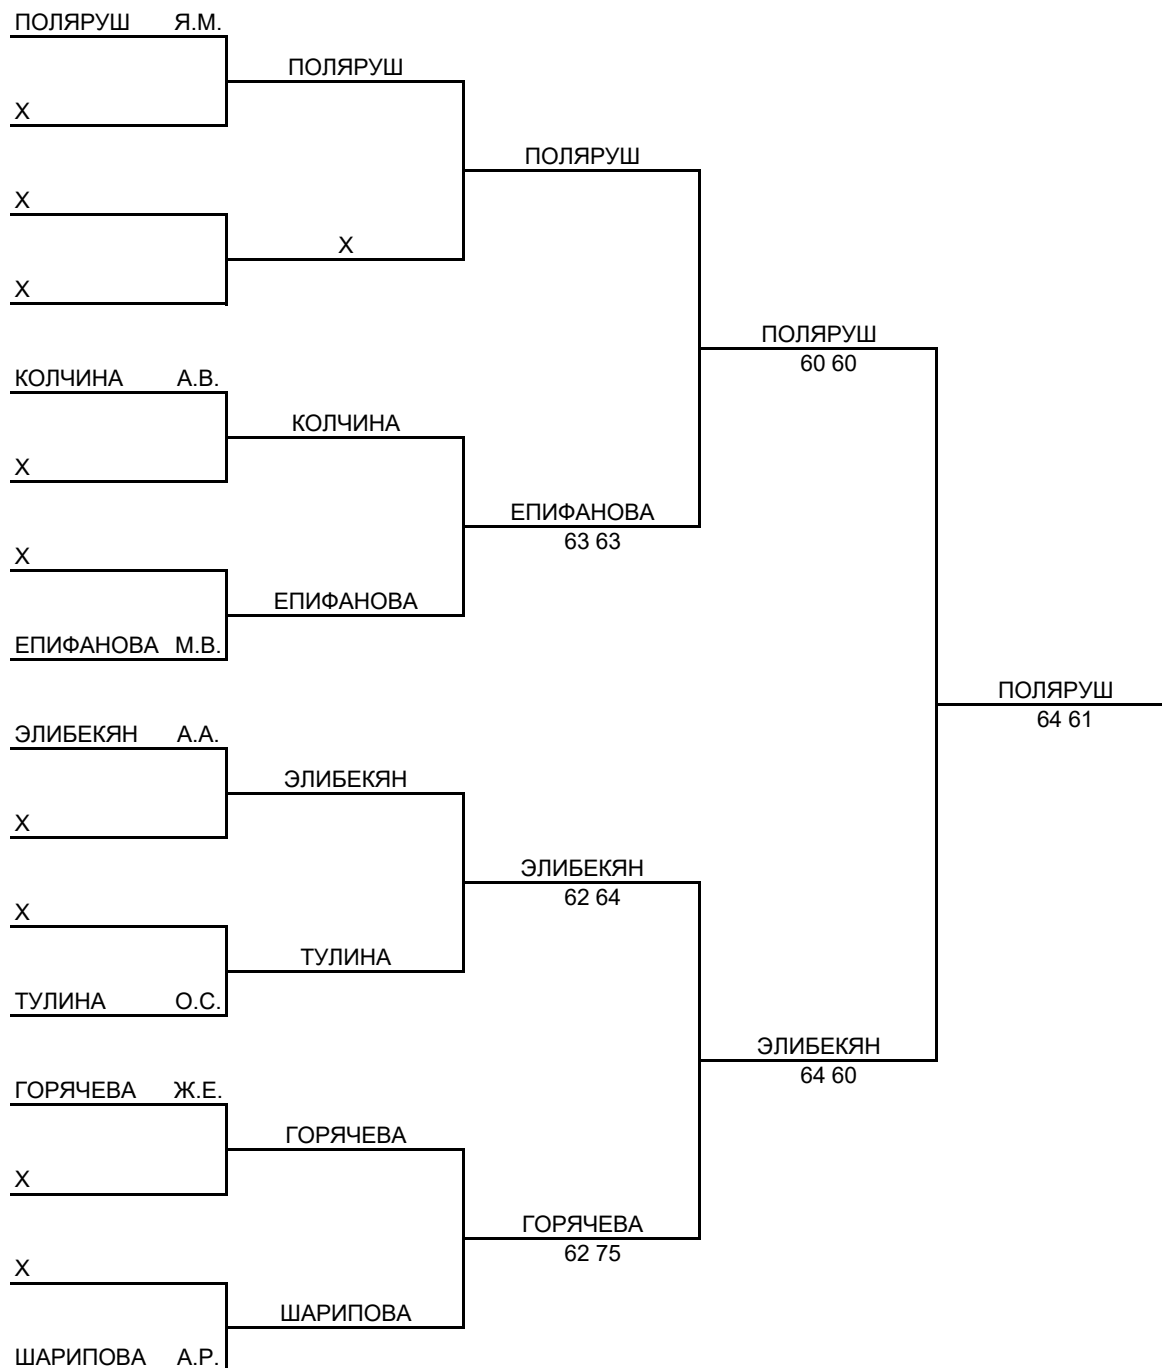 ПОЛЯРУШ Я.М.
ПОЛЯРУШ
Х
ПОЛЯРУШ
Х
Х
Х
ПОЛЯРУШ
60 60
КОЛЧИНА А.В.
КОЛЧИНА
Х
ЕПИФАНОВА
63 63
Х
ЕПИФАНОВА
ЕПИФАНОВА М.В.
ПОЛЯРУШ
64 61
ЭЛИБЕКЯН А.А.
ЭЛИБЕКЯН
Х
ЭЛИБЕКЯН
62 64
Х
ТУЛИНА
ТУЛИНА О.С.
ЭЛИБЕКЯН
64 60
ГОРЯЧЕВА Ж.Е.
ГОРЯЧЕВА
Х
ГОРЯЧЕВА
62 75
Х
ШАРИПОВА
ШАРИПОВА А.Р.